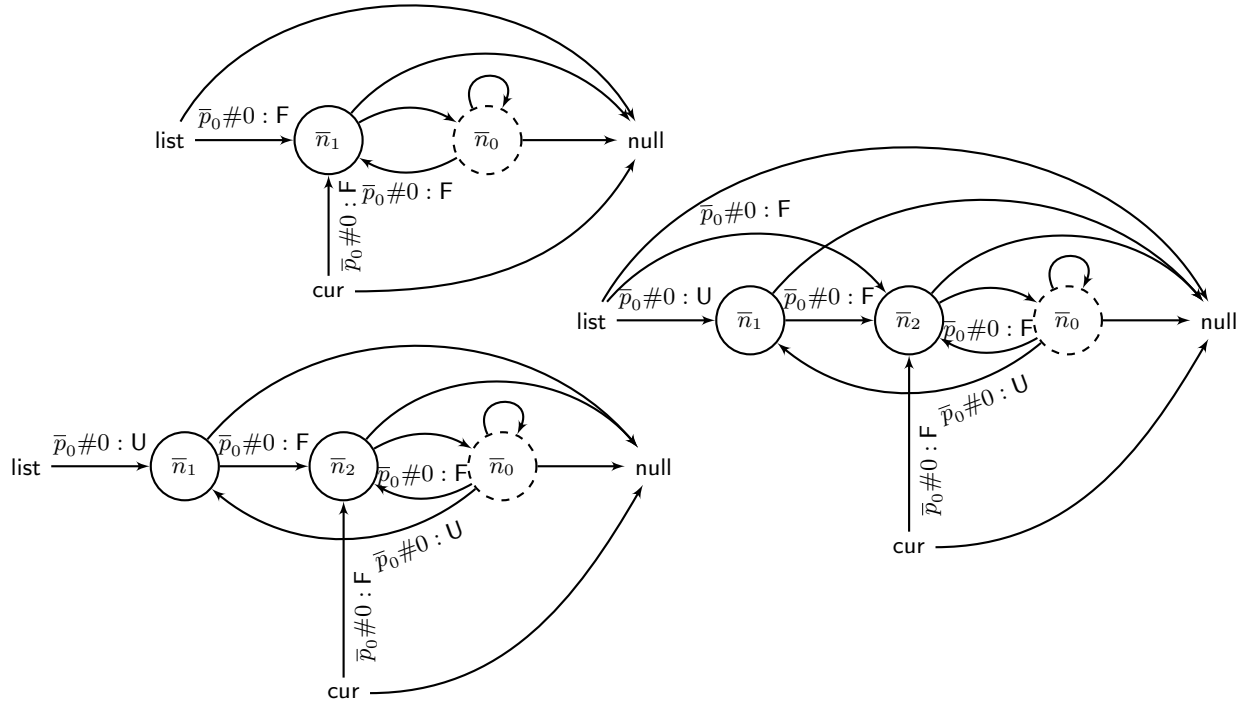 list
p̅₀#0 : F
n̅₁
n̅₀
null
p̅₀#0 : F
p̅₀#0 : F
cur
list
p̅₀#0 : F
p̅₀#0 : U
n̅₁
p̅₀#0 : F
n̅₂
p̅₀#0 : F
n̅₀
null
p̅₀#0 : U
p̅₀#0 : F
cur
list
p̅₀#0 : U
n̅₁
p̅₀#0 : F
n̅₂
p̅₀#0 : F
n̅₀
null
p̅₀#0 : U
p̅₀#0 : F
cur